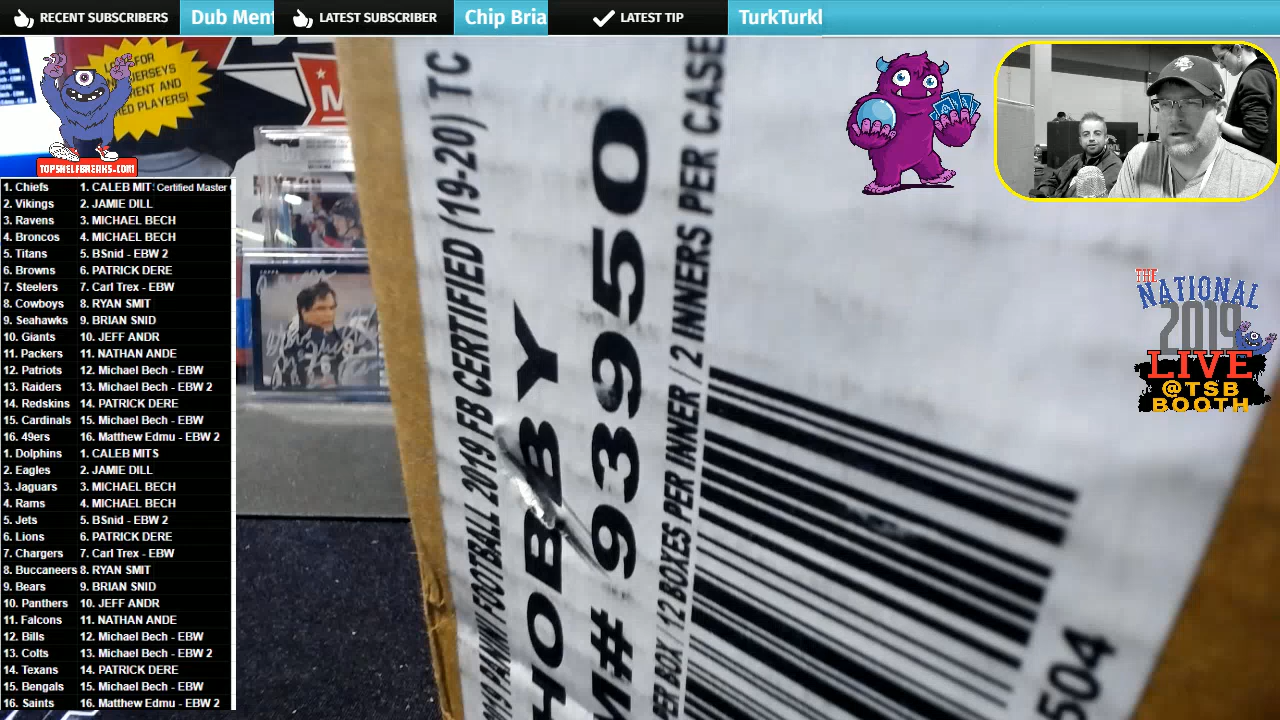 RECENT SUBSCRIBERS
Dub Ment
LATEST SUBSCRIBER
Chip Bria
LATEST TIP
TurkTurkl
TOPSHELFBREAKS.COM
1. Chiefs 1. CALEB MIT: Certified Master
2. Vikings 2. JAMIE DILL
3. Ravens 3. MICHAEL BECH
4. Broncos 4. MICHAEL BECH
5. Titans 5. BSnid - EBW 2
6. Browns 6. PATRICK DERE
7. Steelers 7. Carl Trex - EBW
8. Cowboys 8. RYAN SMIT
9. Seahawks 9. BRIAN SNID
10. Giants 10. JEFF ANDR
11. Packers 11. NATHAN ANDE
12. Patriots 12. Michael Bech - EBW
13. Raiders 13. Michael Bech - EBW 2
14. Redskins 14. PATRICK DERE
15. Cardinals 15. Michael Bech - EBW
16. 49ers 16. Matthew Edmu - EBW 2
1. Dolphins 1. CALEB MITS
2. Eagles 2. JAMIE DILL
3. Jaguars 3. MICHAEL BECH
4. Rams 4. MICHAEL BECH
5. Jets 5. BSnid - EBW 2
6. Lions 6. PATRICK DERE
7. Chargers 7. Carl Trex - EBW
8. Buccaneers 8. RYAN SMIT
9. Bears 9. BRIAN SNID
10. Panthers 10. JEFF ANDR
11. Falcons 11. NATHAN ANDE
12. Bills 12. Michael Bech - EBW
13. Colts 13. Michael Bech - EBW 2
14. Texans 14. PATRICK DERE
15. Bengals 15. Michael Bech - EBW
16. Saints 16. Matthew Edmu - EBW 2
JERSEYS
AND
PLAYERS!
2019 PANINI FOOTBALL 2019 FB CERTIFIED (19-20) TC
HOBBY
M# 93950
PER BOX / 12 BOXES PER INNER / 2 INNERS PER CASE
504
THE
NATIONAL
2019
LIVE
@TSB
BOOTH